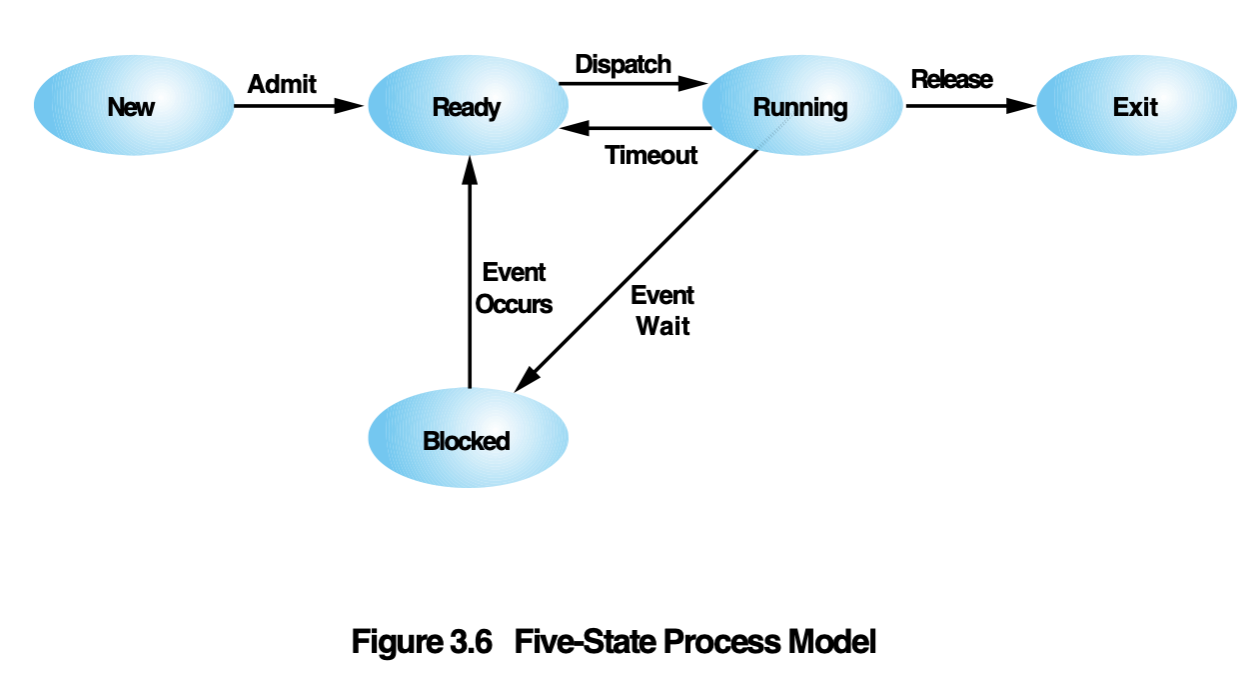 New
Admit
Ready
Dispatch
Timeout
Running
Release
Exit
Event
Occurs
Event
Wait
Blocked
Figure 3.6 Five-State Process Model